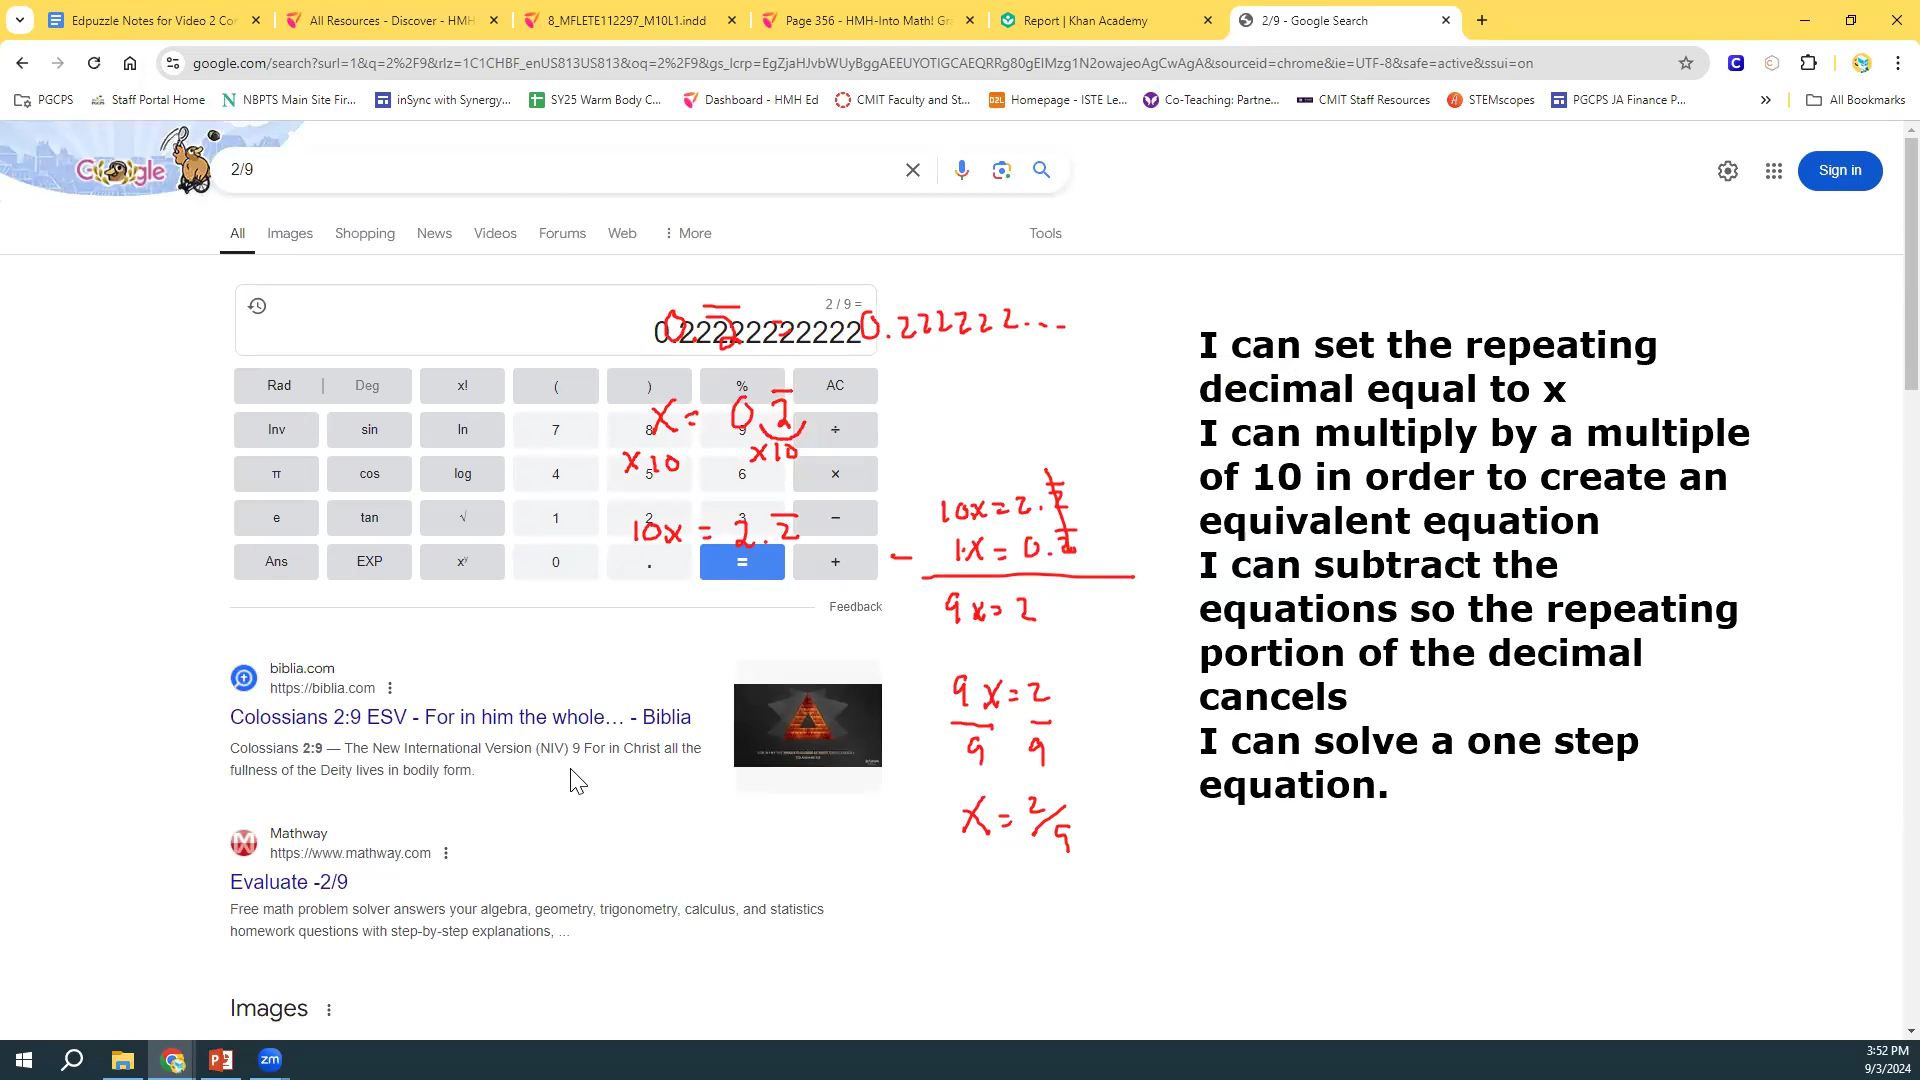 Edpuzzle Notes for Video 2 Co
All Resources - Discover - HMH
8_MFLETE112297_M10L1.indd
Page 356 - HMH-Into Math! Gra
Report | Khan Academy
2/9 - Google Search
google.com/search?surl=1&q=2%2F9&rlz=1C1CHBF_enUS813US813&oq=2%2F9&gs_lcrp=EgZjaHJvbWUyBggAEEUYOTIGCAEQRRg80gEIMzg1N2owajeoAgCwAgA&sourceid=chrome&ie=UTF-8&safe=active&ssui=on
PGCPS
Staff Portal Home
NBPTS Main Site Fir...
inSync with Synergy...
SY25 Warm Body C...
Dashboard - HMH Ed
CMIT Faculty and St...
Homepage - ISTE Le...
Co-Teaching: Partne...
CMIT Staff Resources
STEMscopes
PGCPS JA Finance P...
All Bookmarks
Google
2/9
Sign in
All
Images
Shopping
News
Videos
Forums
Web
More
Tools
2 / 9 =
0.22222222222
0.2̅ = 0.222222...
Rad | Deg x! ( ) % AC
Inv sin ln 7 8 9 ÷
π cos log 4 5 6 ×
e tan √ 1 2 3 −
Ans EXP xʸ 0 . = +
x = 0.2̅
x10 x10
10x = 2.2̅
10x = 2.2̅
− 1x = 0.2̅
9x = 2
9x = 2
9 9
x = 2/9
Feedback
biblia.com
https://biblia.com
Colossians 2:9 ESV - For in him the whole… - Biblia
Colossians 2:9 — The New International Version (NIV) 9 For in Christ all the
fullness of the Deity lives in bodily form.
Mathway
https://www.mathway.com
Evaluate -2/9
Free math problem solver answers your algebra, geometry, trigonometry, calculus, and statistics
homework questions with step-by-step explanations, ...
Images
I can set the repeating
decimal equal to x
I can multiply by a multiple
of 10 in order to create an
equivalent equation
I can subtract the
equations so the repeating
portion of the decimal
cancels
I can solve a one step
equation.
3:52 PM
9/3/2024